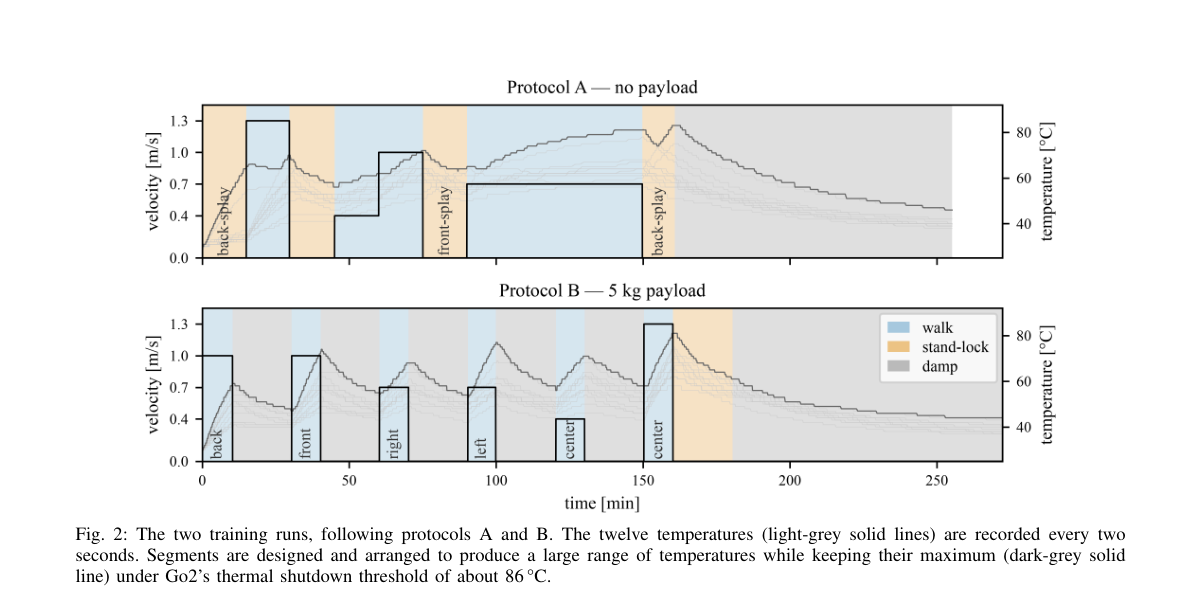 Protocol A — no payload
velocity [m/s]
1.3
1.0
0.7
0.4
0.0
back-splay
front-splay
back-splay
80
60
40
temperature [°C]
Protocol B — 5 kg payload
velocity [m/s]
1.3
1.0
0.7
0.4
0.0
back
front
right
left
center
center
walk
stand-lock
damp
80
60
40
temperature [°C]
0 50 100 150 200 250
time [min]
Fig. 2: The two training runs, following protocols A and B. The twelve temperatures (light-grey solid lines) are recorded every two
seconds. Segments are designed and arranged to produce a large range of temperatures while keeping their maximum (dark-grey solid
line) under Go2's thermal shutdown threshold of about 86 °C.